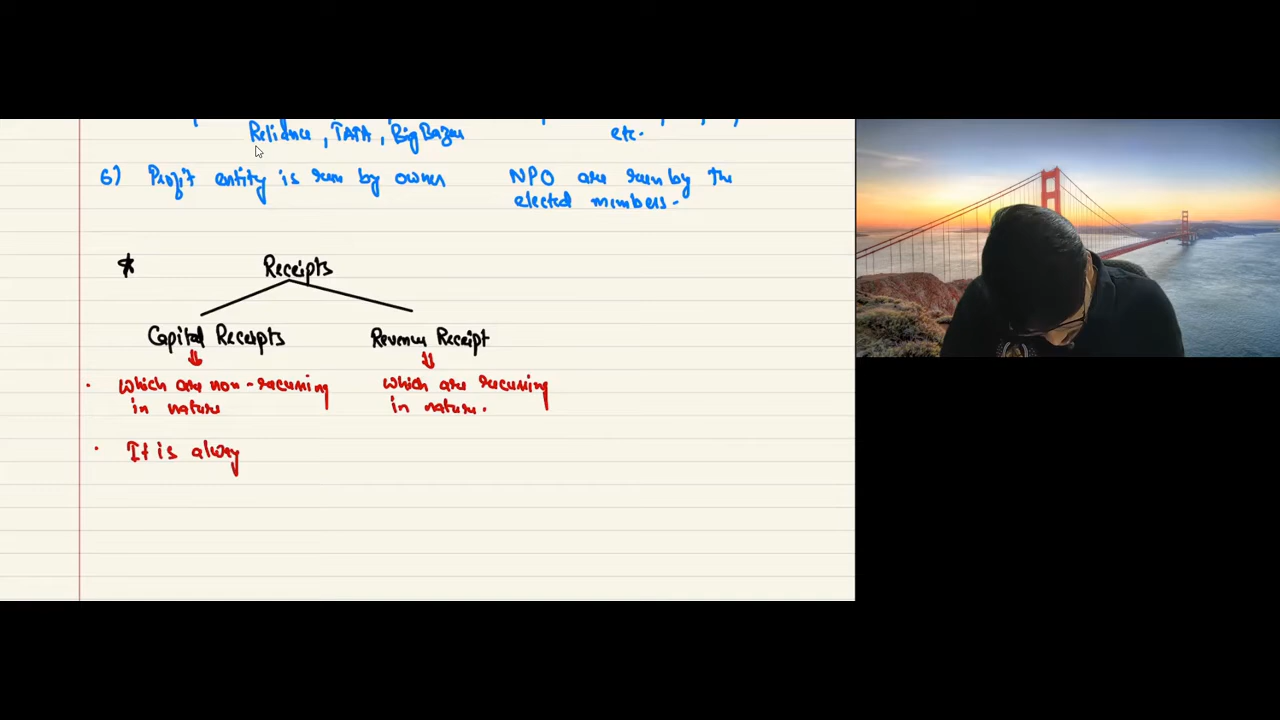 Reliance, TATA, Big Bazar
etc.
6) Profit entity is run by owner
NPO are run by the
elected members.
* Receipts
Capital Receipts
Revenue Receipt
. Which are non-recurring
in nature
Which are recurring
in nature.
. It is alway